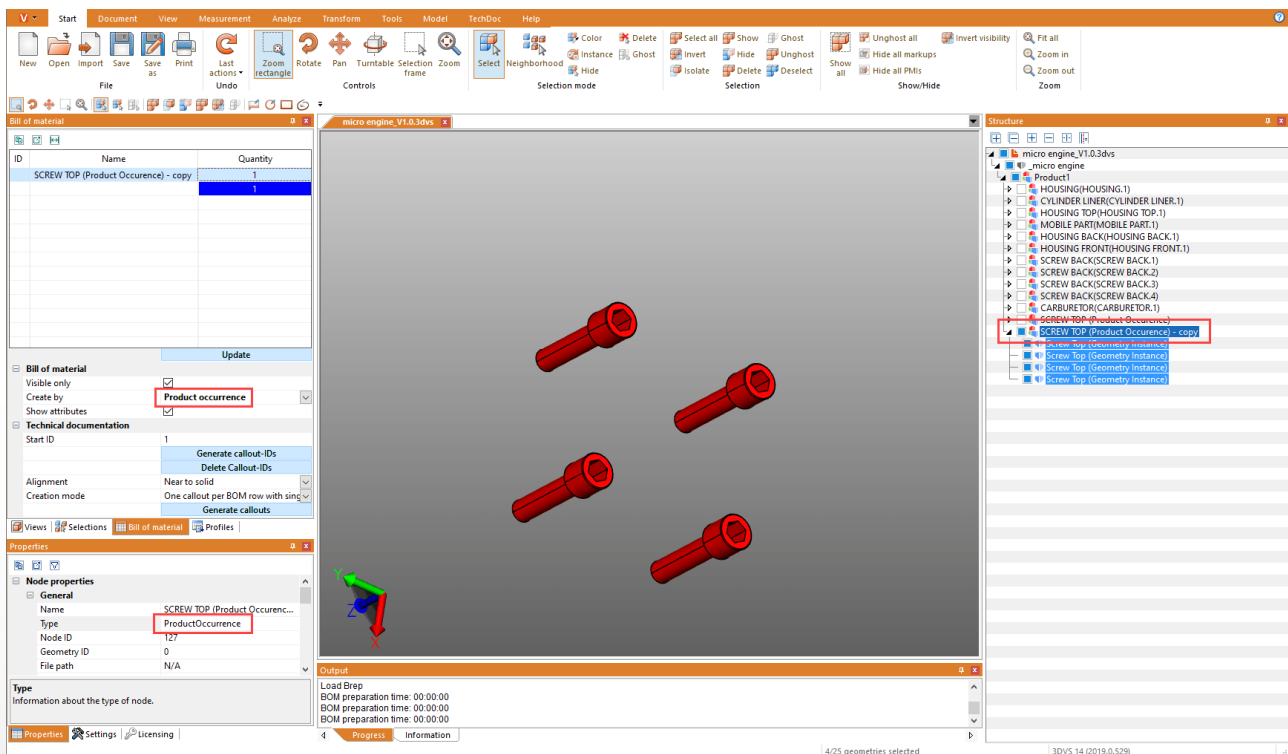 V Start Document View Measurement Analyze Transform Tools Model TechDoc Help
New Open Import Save Save as Print
File
Last actions
Undo
Zoom rectangle Rotate Pan Turntable Selection frame Zoom
Controls
Select Neighborhood Color Delete
Instance Ghost
Hide
Selection mode
Select all Show Ghost
Invert Hide Unghost
Isolate Delete Deselect
Selection
Show all Unghost all Invert visibility
Hide all markups
Hide all PMIs
Show/Hide
Fit all
Zoom in
Zoom out
Zoom
Bill of material
ID Name Quantity
SCREW TOP (Product Occurence) - copy 1
1
Update
Bill of material
Visible only
Create by Product occurrence
Show attributes
Technical documentation
Start ID 1
Generate callout-IDs
Delete Callout-IDs
Alignment Near to solid
Creation mode One callout per BOM row with sing
Generate callouts
Views Selections Bill of material Profiles
Properties
Node properties
General
Name SCREW TOP (Product Occurenc...
Type ProductOccurrence
Node ID 127
Geometry ID 0
File path N/A
Type
Information about the type of node.
Properties Settings Licensing
micro engine_V1.0.3dvs
Y
Z
X
Output
Load Brep
BOM preparation time: 00:00:00
BOM preparation time: 00:00:00
BOM preparation time: 00:00:00
Progress Information
Structure
micro engine_V1.0.3dvs
_micro engine
Product1
HOUSING(HOUSING.1)
CYLINDER LINER(CYLINDER LINER.1)
HOUSING TOP(HOUSING TOP.1)
MOBILE PART(MOBILE PART.1)
HOUSING BACK(HOUSING BACK.1)
HOUSING FRONT(HOUSING FRONT.1)
SCREW BACK(SCREW BACK.1)
SCREW BACK(SCREW BACK.2)
SCREW BACK(SCREW BACK.3)
SCREW BACK(SCREW BACK.4)
CARBURETOR(CARBURETOR.1)
SCREW TOP (Product Occurence)
SCREW TOP (Product Occurence) - copy
Screw Top (Geometry Instance)
Screw Top (Geometry Instance)
Screw Top (Geometry Instance)
Screw Top (Geometry Instance)
4/25 geometries selected 3DVS 14 (2019.0.529)